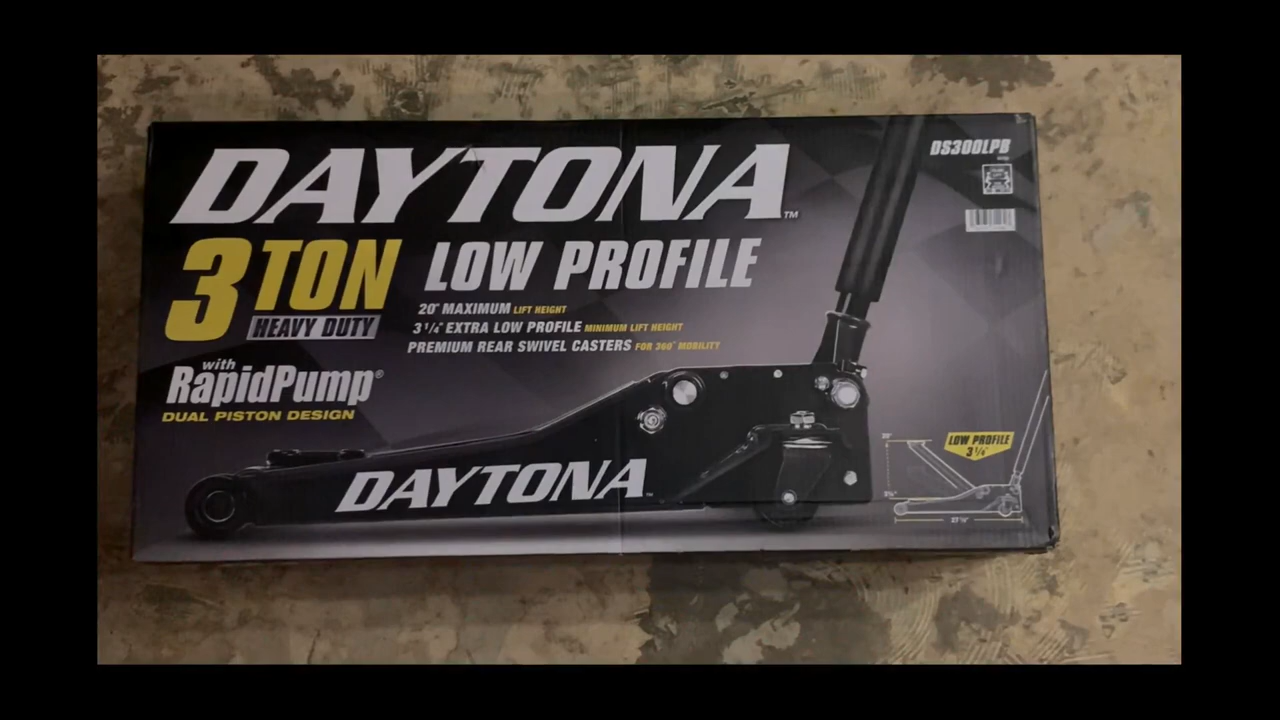 DAYTONA™
DS300LPB
3 TON
HEAVY DUTY
LOW PROFILE
20" MAXIMUM LIFT HEIGHT
3 1/4" EXTRA LOW PROFILE MINIMUM LIFT HEIGHT
PREMIUM REAR SWIVEL CASTERS FOR 360° MOBILITY
with
RapidPump®
DUAL PISTON DESIGN
DAYTONA™
LOW PROFILE
3 1/4"
20"